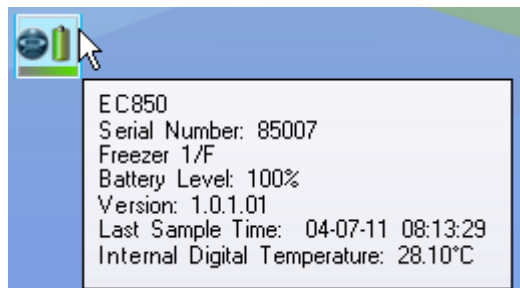 EC850
Serial Number: 85007
Freezer 1/F
Battery Level: 100%
Version: 1.0.1.01
Last Sample Time: 04-07-11 08:13:29
Internal Digital Temperature: 28.10°C